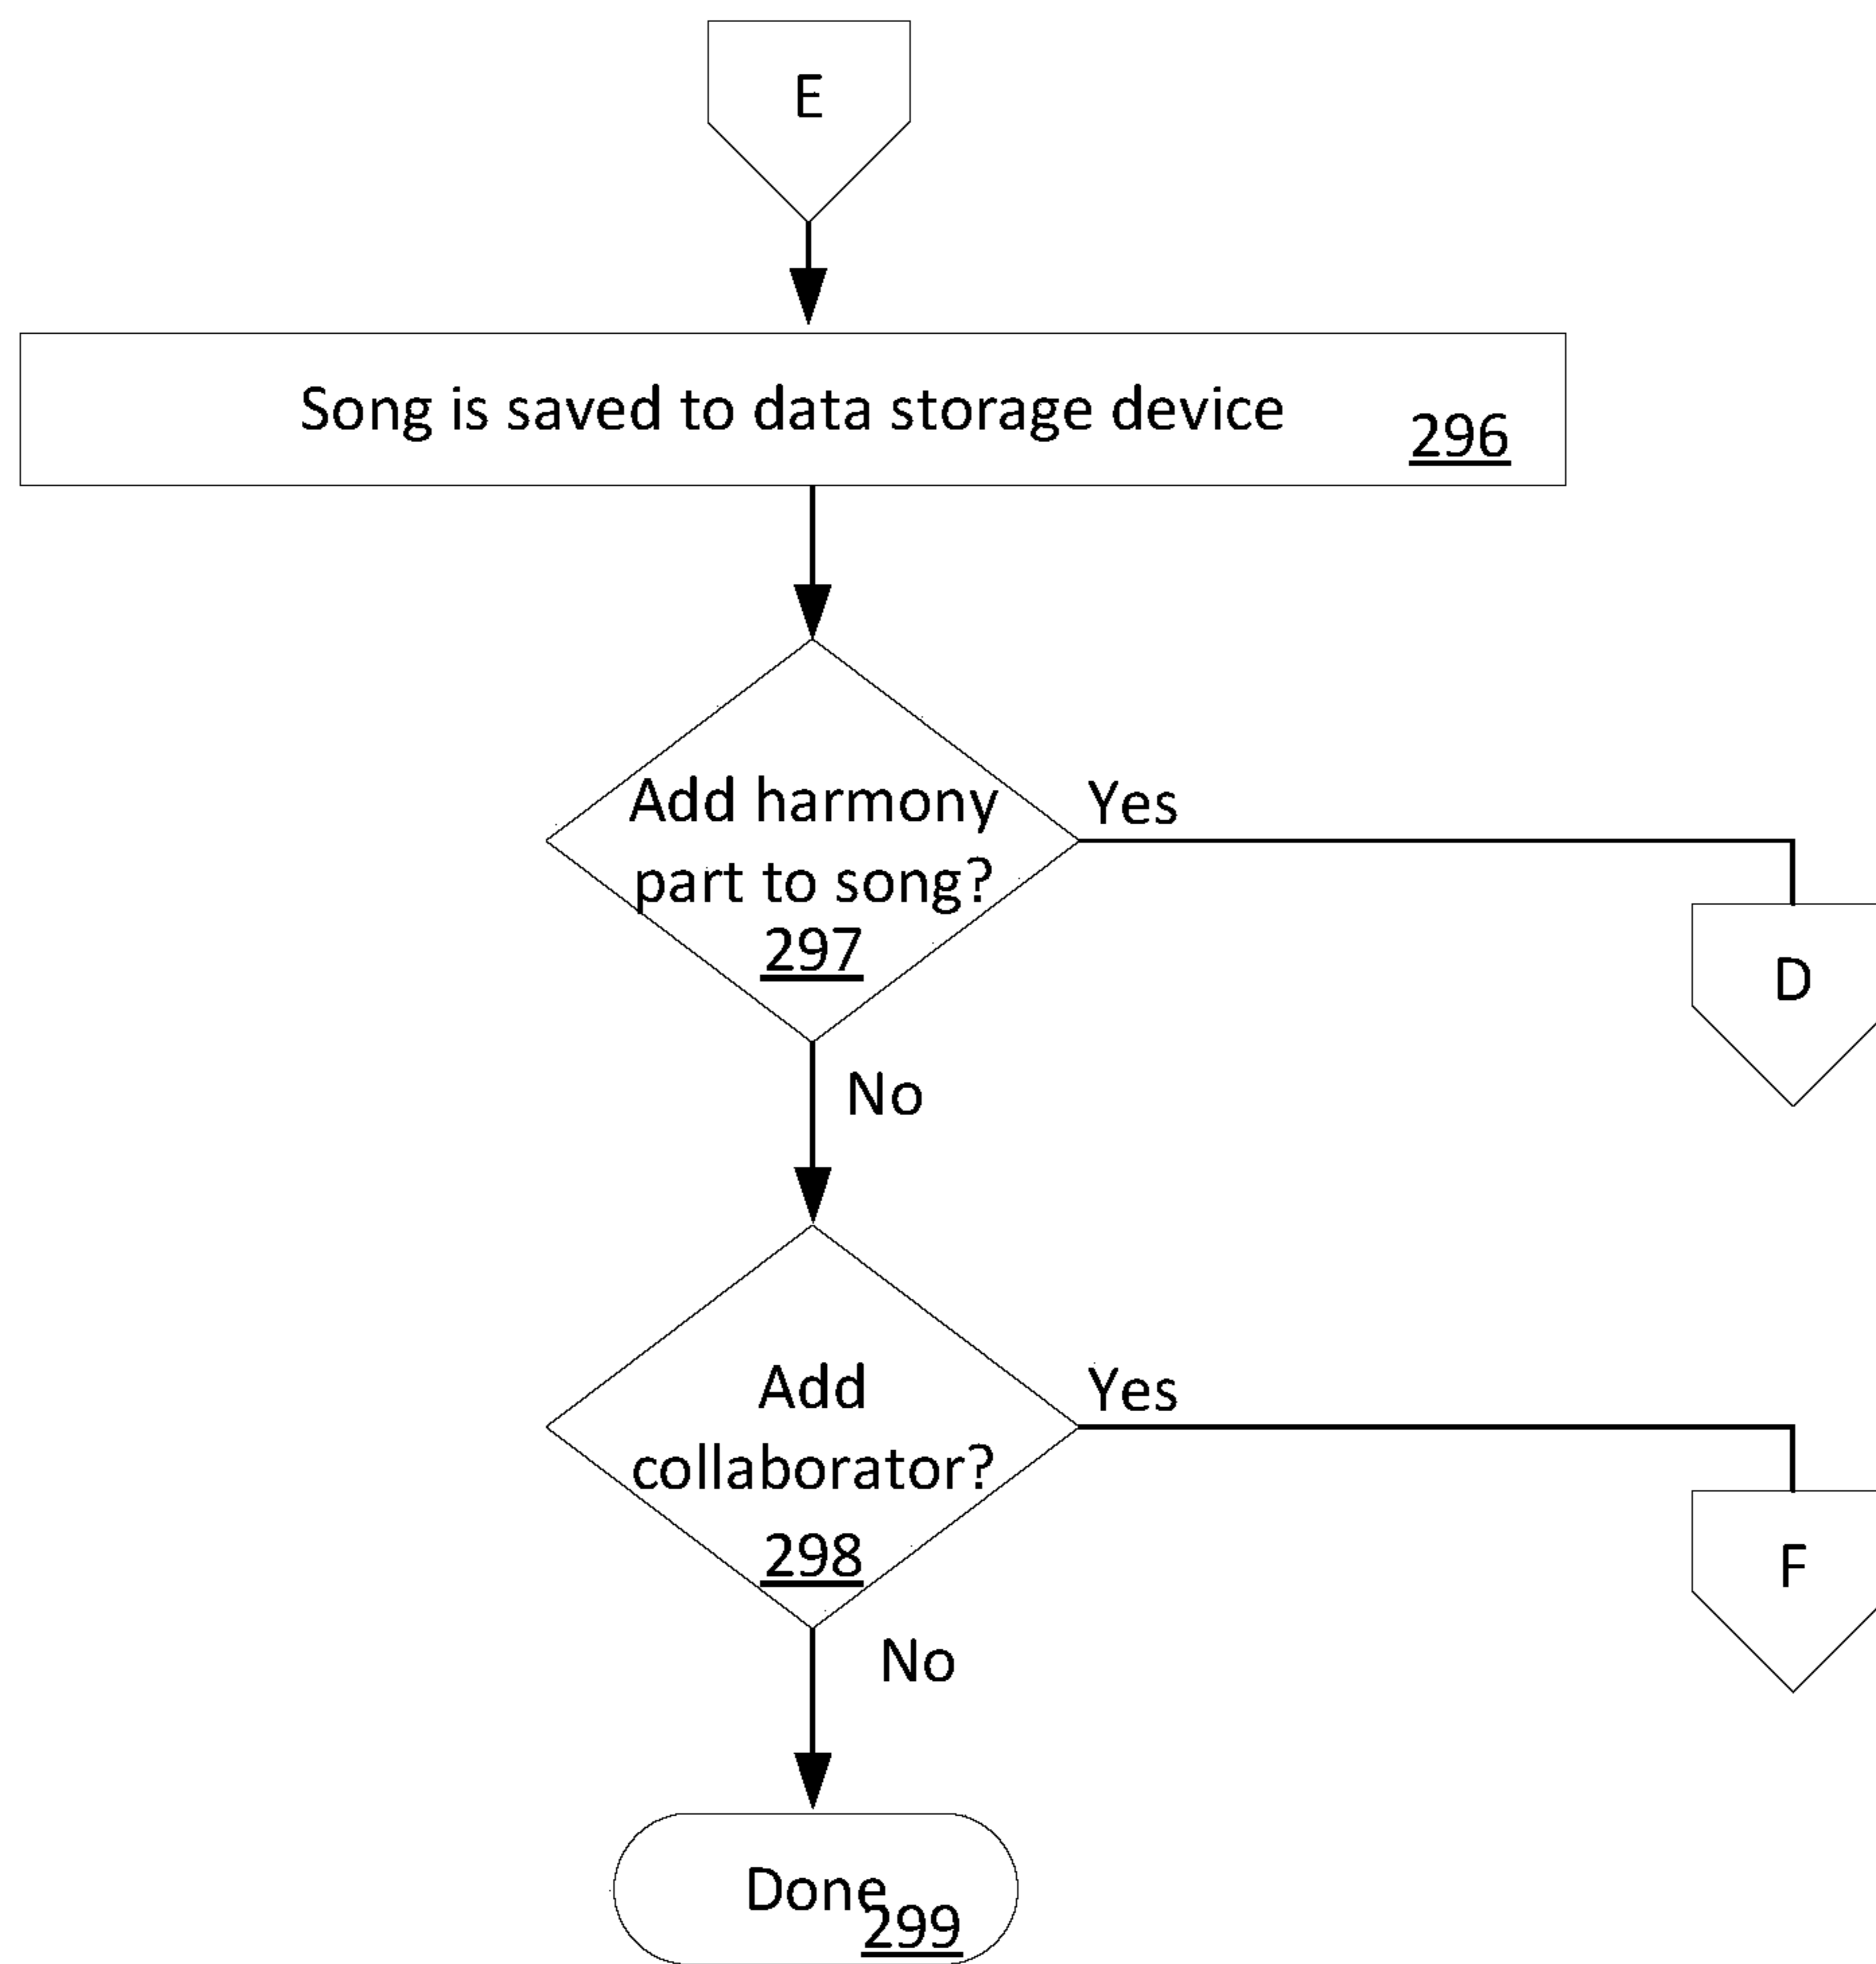 E
Song is saved to data storage device
296
Add harmony
part to song?
297
Yes
D
No
Add
collaborator?
298
Yes
F
No
Done
299